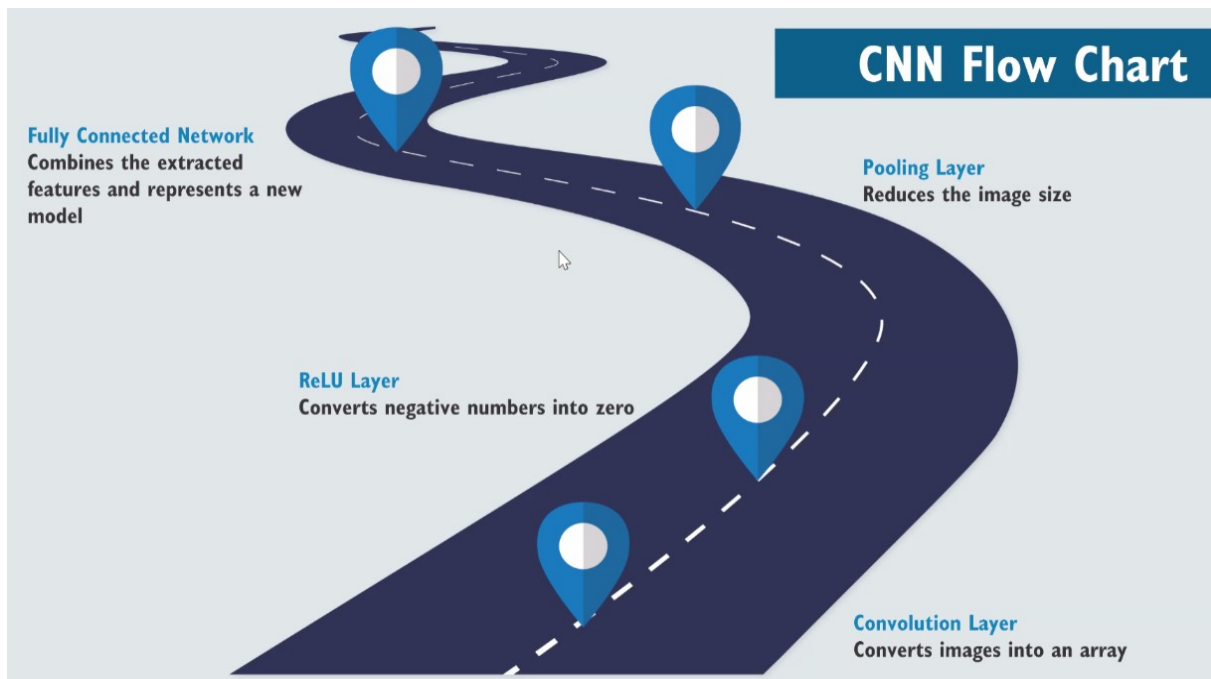 CNN Flow Chart
Fully Connected Network
Combines the extracted
features and represents a new
model
Pooling Layer
Reduces the image size
ReLU Layer
Converts negative numbers into zero
Convolution Layer
Converts images into an array